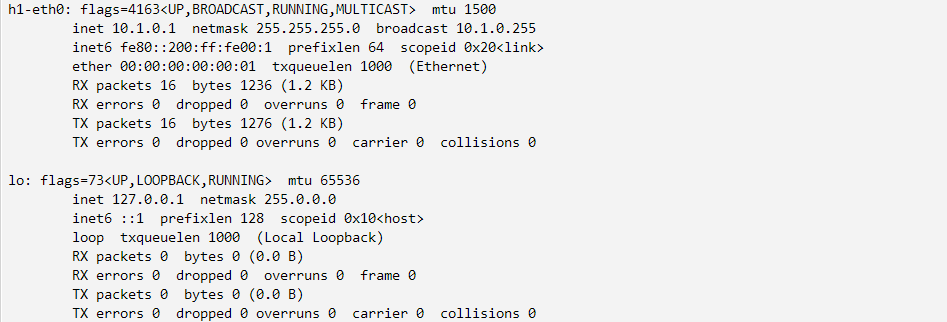 h1-eth0: flags=4163<UP,BROADCAST,RUNNING,MULTICAST>  mtu 1500
        inet 10.1.0.1  netmask 255.255.255.0  broadcast 10.1.0.255
        inet6 fe80::200:ff:fe00:1  prefixlen 64  scopeid 0x20<link>
        ether 00:00:00:00:00:01  txqueuelen 1000  (Ethernet)
        RX packets 16  bytes 1236 (1.2 KB)
        RX errors 0  dropped 0  overruns 0  frame 0
        TX packets 16  bytes 1276 (1.2 KB)
        TX errors 0  dropped 0 overruns 0  carrier 0  collisions 0

lo: flags=73<UP,LOOPBACK,RUNNING>  mtu 65536
        inet 127.0.0.1  netmask 255.0.0.0
        inet6 ::1  prefixlen 128  scopeid 0x10<host>
        loop  txqueuelen 1000  (Local Loopback)
        RX packets 0  bytes 0 (0.0 B)
        RX errors 0  dropped 0  overruns 0  frame 0
        TX packets 0  bytes 0 (0.0 B)
        TX errors 0  dropped 0 overruns 0  carrier 0  collisions 0